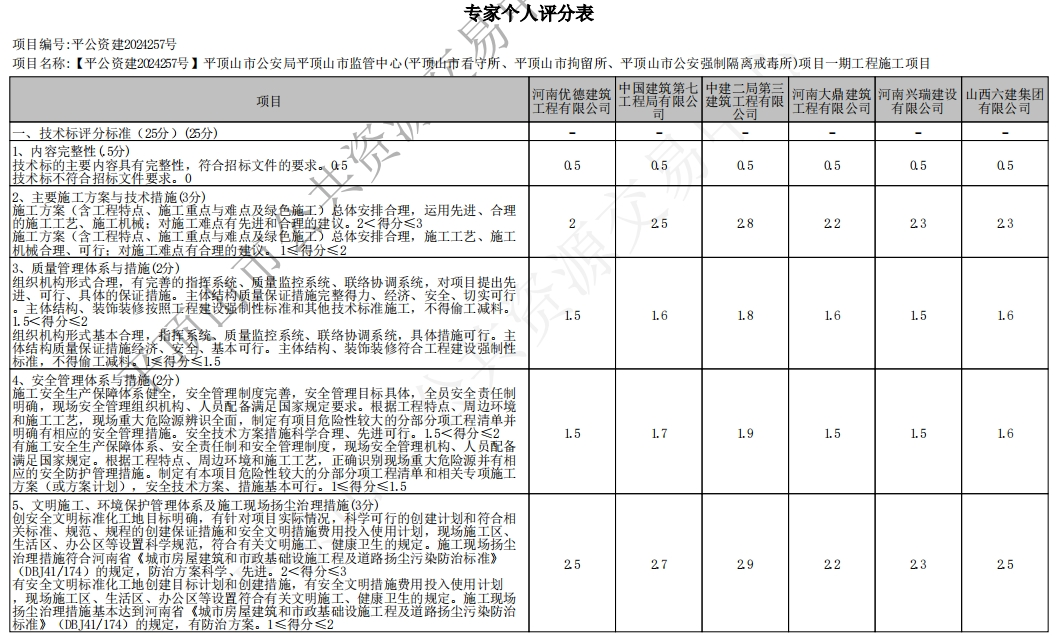 专家个人评分表
项目编号:平公资建2024257号
项目名称:【平公资建2024257号】平顶山市公安局平顶山市监管中心(平顶山市看守所、平顶山市拘留所、平顶山市公安强制隔离戒毒所)项目一期工程施工项目
项目
河南优德建筑工程有限公司
中国建筑第七工程局有限公司
中建二局第三建筑工程有限公司
河南大鼎建筑工程有限公司
河南兴瑞建设有限公司
山西六建集团有限公司
一、技术标评分标准（25分）(25分)
- - - - - -
1、内容完整性(.5分)
技术标的主要内容具有完整性，符合招标文件的要求。0.5
技术标不符合招标文件要求。0
0.5 0.5 0.5 0.5 0.5 0.5
2、主要施工方案与技术措施(3分)
施工方案（含工程特点、施工重点与难点及绿色施工）总体安排合理，运用先进、合理
的施工工艺、施工机械；对施工难点有先进和合理的建议。2＜得分≤3
施工方案（含工程特点、施工重点与难点及绿色施工）总体安排合理，施工工艺、施工
机械合理、可行；对施工难点有合理的建议。1≤得分≤2
2 2.5 2.8 2.2 2.3 2.3
3、质量管理体系与措施(2分)
组织机构形式合理，有完善的指挥系统、质量监控系统、联络协调系统，对项目提出先
进、可行、具体的保证措施。主体结构质量保证措施完整得力、经济、安全、切实可行
。主体结构、装饰装修按照工程建设强制性标准和其他技术标准施工，不得偷工减料。
1.5＜得分≤2
组织机构形式基本合理，指挥系统、质量监控系统、联络协调系统，具体措施可行。主
体结构质量保证措施经济、安全、基本可行。主体结构、装饰装修符合工程建设强制性
标准，不得偷工减料。1≤得分≤1.5
1.5 1.6 1.8 1.6 1.5 1.6
4、安全管理体系与措施(2分)
施工安全生产保障体系健全，安全管理制度完善，安全管理目标具体，全员安全责任制
明确，现场安全管理组织机构、人员配备满足国家规定要求。根据工程特点、周边环境
和施工工艺，现场重大危险源辨识全面，制定有项目危险性较大的分部分项工程清单并
明确有相应的安全管理措施。安全技术方案措施科学合理、先进可行。1.5＜得分≤2
有施工安全生产保障体系、安全责任制和安全管理制度，现场安全管理机构、人员配备
满足国家规定。根据工程特点、周边环境和施工工艺，正确识别现场重大危险源并有相
应的安全防护管理措施。制定有本项目危险性较大的分部分项工程清单和相关专项施工
方案（或方案计划），安全技术方案、措施基本可行。1≤得分≤1.5
1.5 1.7 1.9 1.5 1.5 1.6
5、文明施工、环境保护管理体系及施工现场扬尘治理措施(3分)
创安全文明标准化工地目标明确，有针对项目实际情况，科学可行的创建计划和符合相
关标准、规范、规程的创建保证措施和安全文明措施费用投入使用计划，现场施工区、
生活区、办公区等设置科学规范，符合有关文明施工、健康卫生的规定。施工现场扬尘
治理措施符合河南省《城市房屋建筑和市政基础设施工程及道路扬尘污染防治标准》
（DBJ41/174）的规定，防治方案科学、先进。2＜得分≤3
有安全文明标准化工地创建目标计划和创建措施，有安全文明措施费用投入使用计划
，现场施工区、生活区、办公区等设置符合有关文明施工、健康卫生的规定。施工现场
扬尘治理措施基本达到河南省《城市房屋建筑和市政基础设施工程及道路扬尘污染防治
标准》（DBJ41/174）的规定，有防治方案。1≤得分≤2
2.5 2.7 2.9 2.2 2.3 2.5